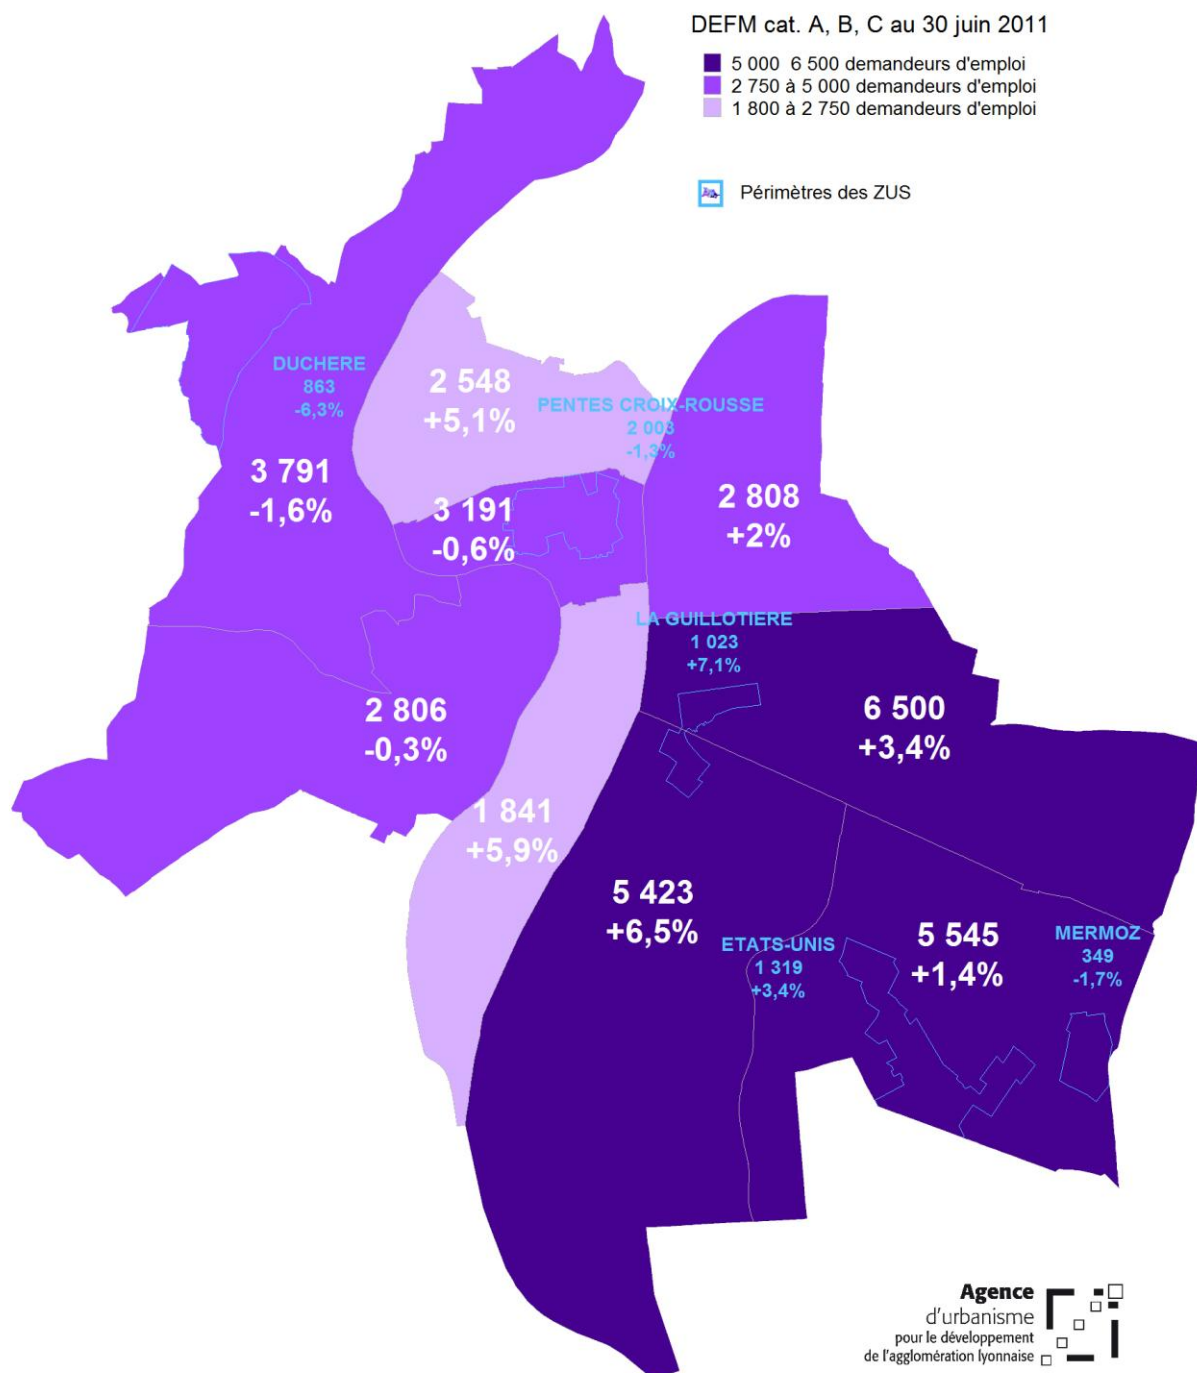 DEFM cat. A, B, C au 30 juin 2011
5 000 6 500 demandeurs d'emploi
2 750 à 5 000 demandeurs d'emploi
1 800 à 2 750 demandeurs d'emploi
Périmètres des ZUS
DUCHERE
863
-6,3%
2 548
+5,1%
PENTES CROIX-ROUSSE
2 003
-1,3%
3 791
-1,6%
3 191
-0,6%
2 808
+2%
LA GUILLOTIERE
1 023
+7,1%
2 806
-0,3%
6 500
+3,4%
1 841
+5,9%
5 423
+6,5%
ETATS-UNIS
1 319
+3,4%
5 545
+1,4%
MERMOZ
349
-1,7%
Agence
d'urbanisme
pour le développement
de l'agglomération lyonnaise